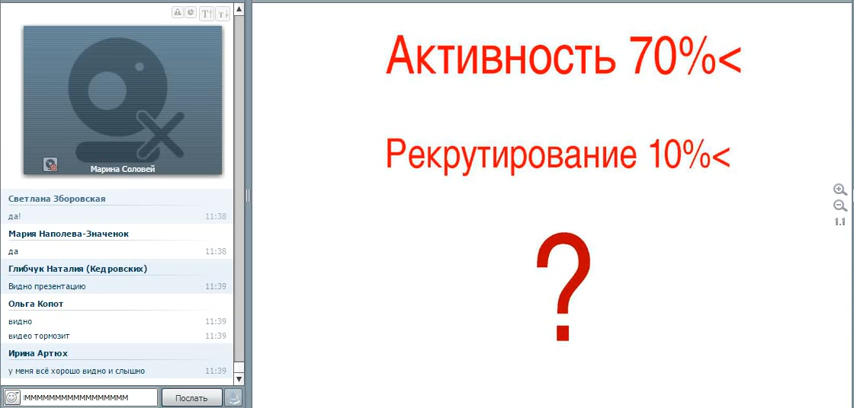 Марина Соловей
Светлана Зборовская
да!
11:38
Мария Наполева-Значенок
да
11:38
Глибчук Наталия (Кедровских)
Видно презентацию
11:39
Ольга Копот
видно
11:39
видео тормозит
11:39
Ирина Артюх
у меня всё хорошо видно и слышно
11:39
Послать
Активность 70%<
Рекрутирование 10%<
?
1.1